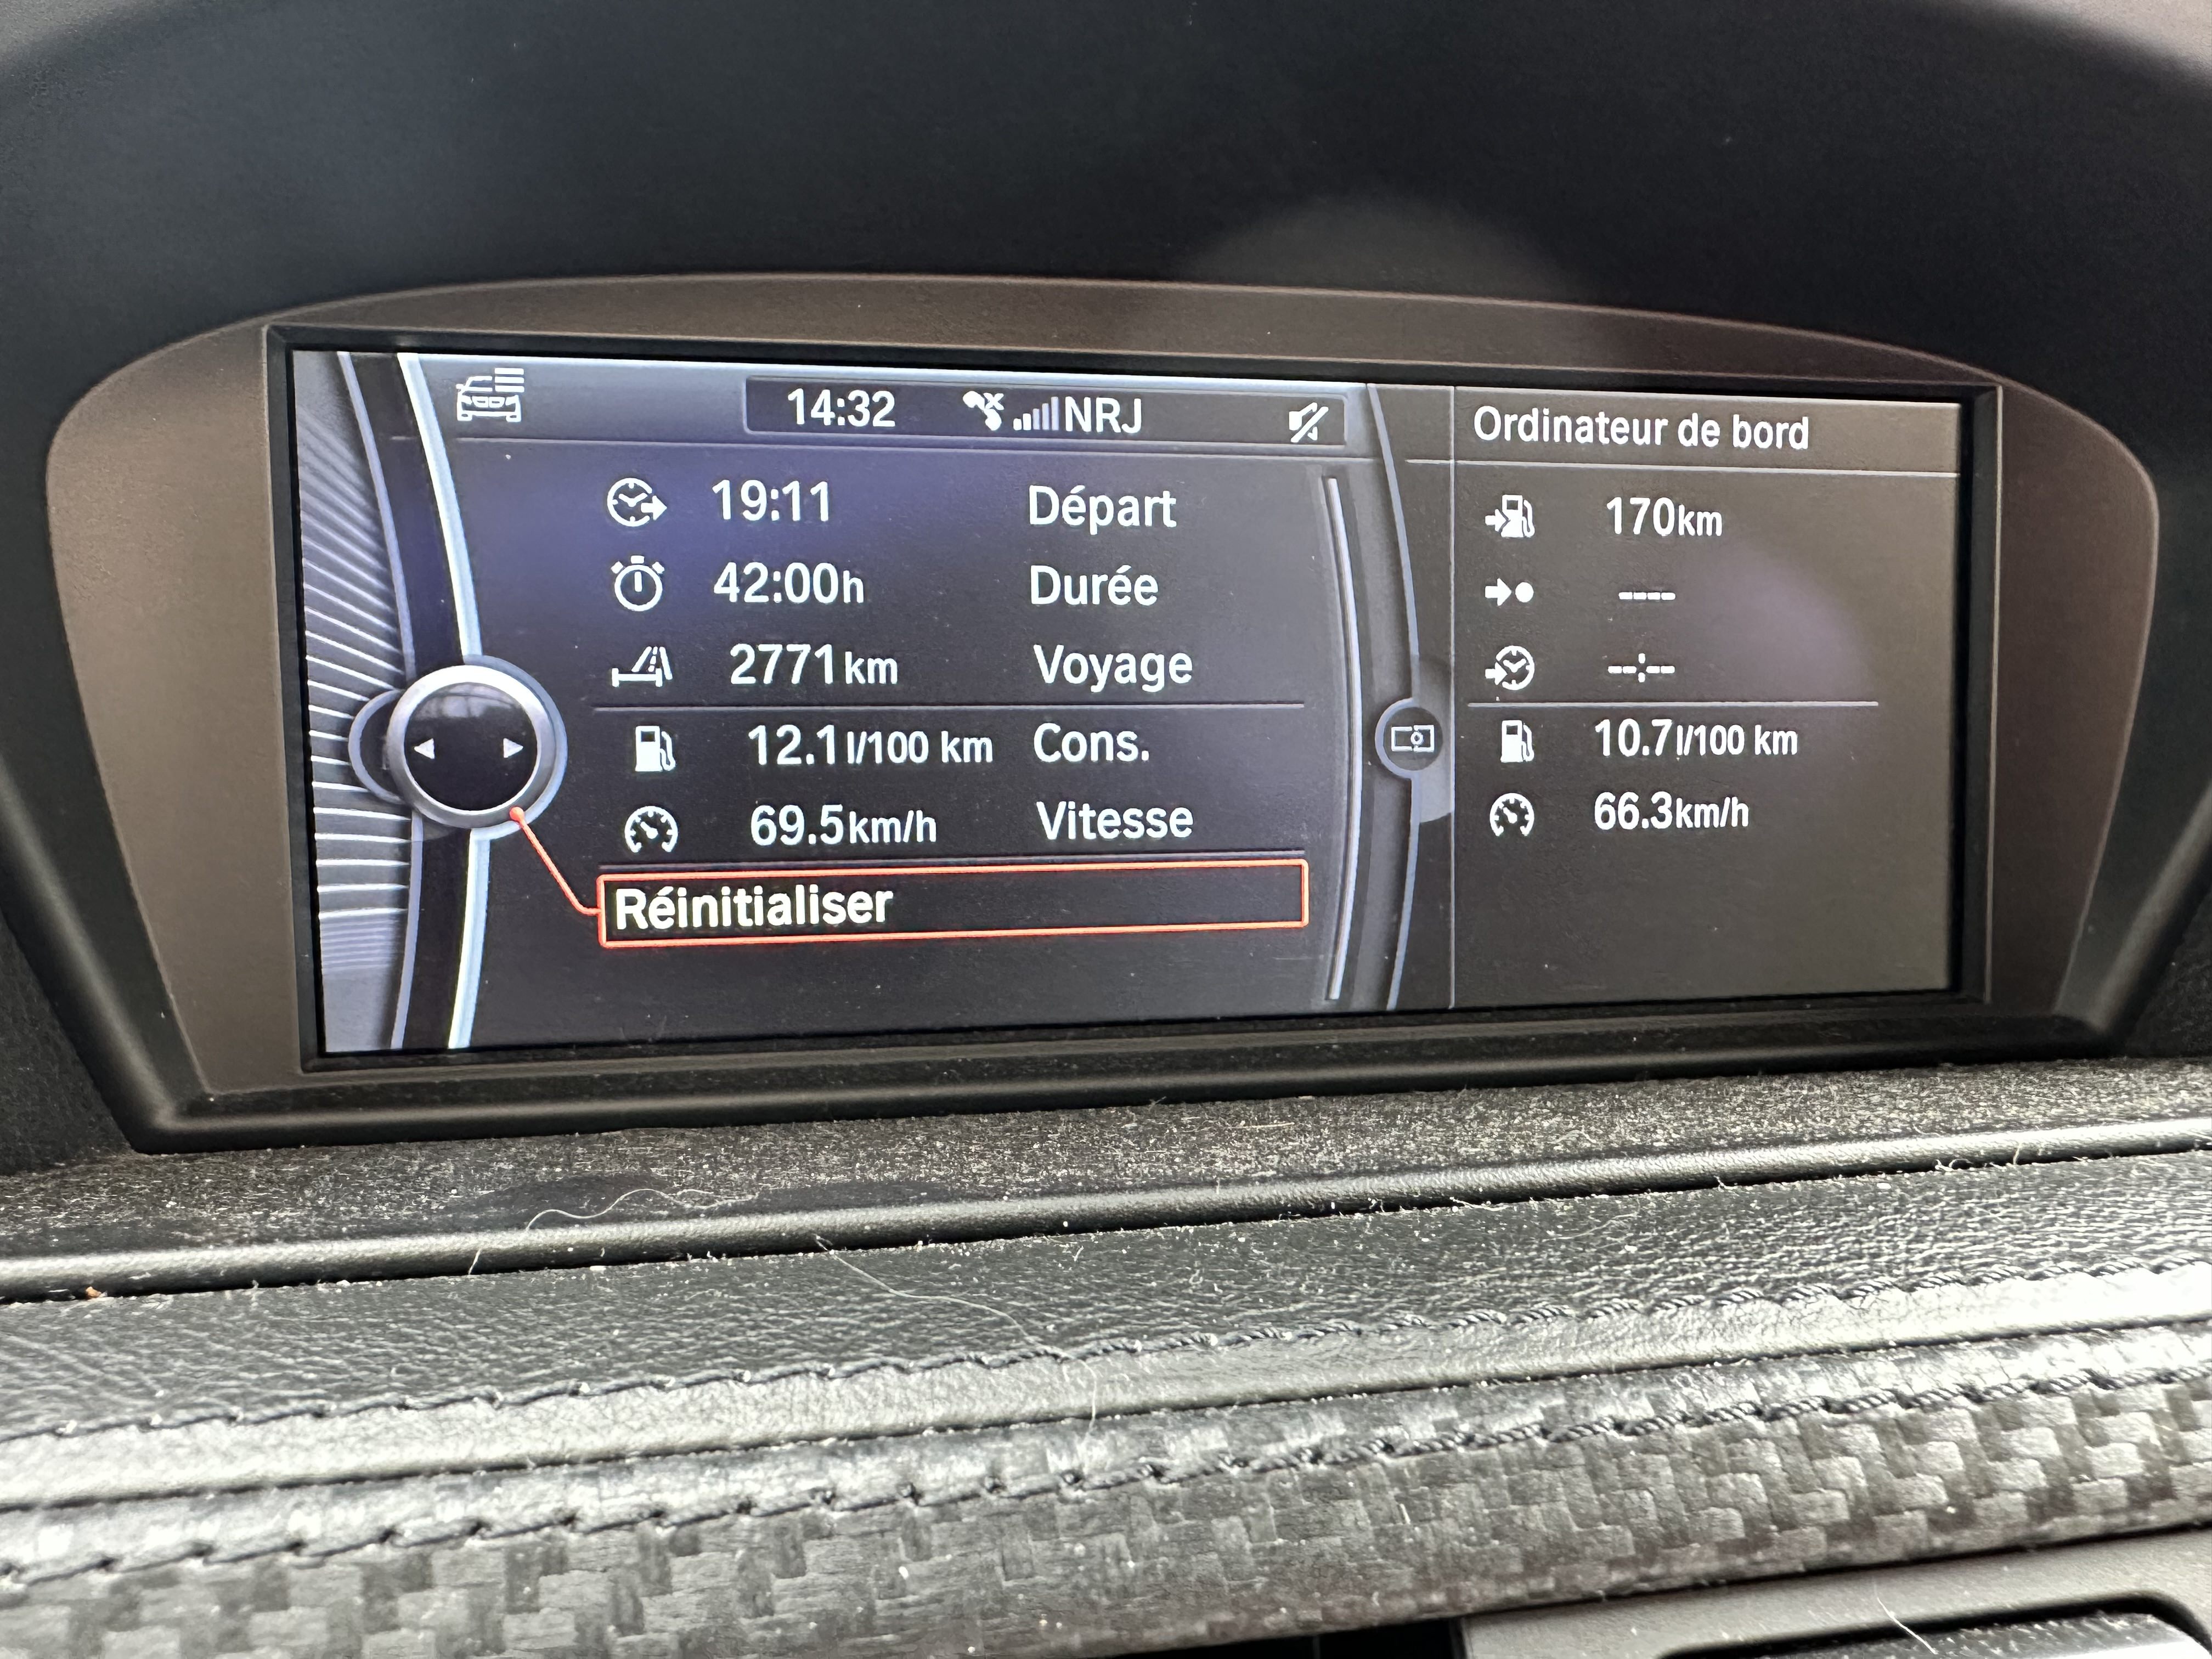 14:32 NRJ
19:11 Départ
42:00h Durée
2771km Voyage
12.1l/100 km Cons.
69.5km/h Vitesse
Réinitialiser
Ordinateur de bord
170km
----
--:--
10.7l/100 km
66.3km/h